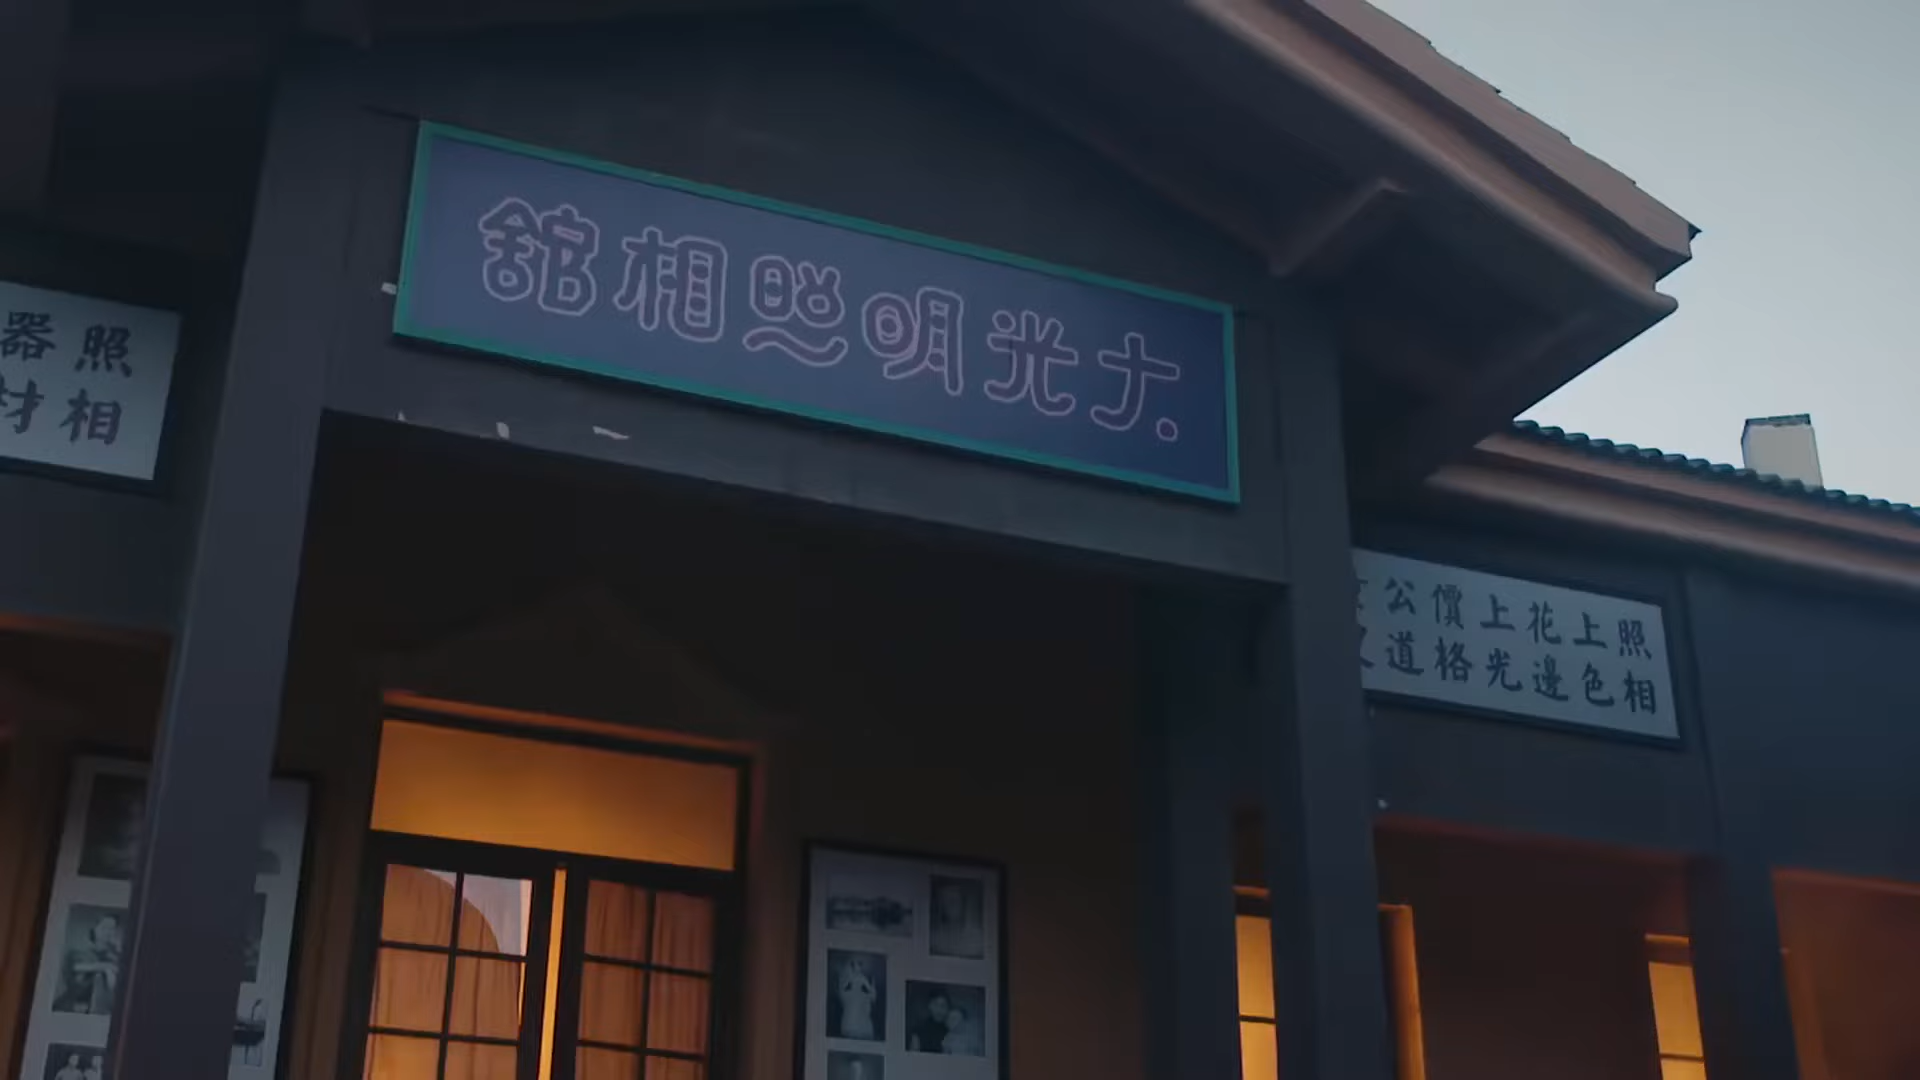 大光明照相館
照相
器材
照相
上色
花邊
上光
價格
公道